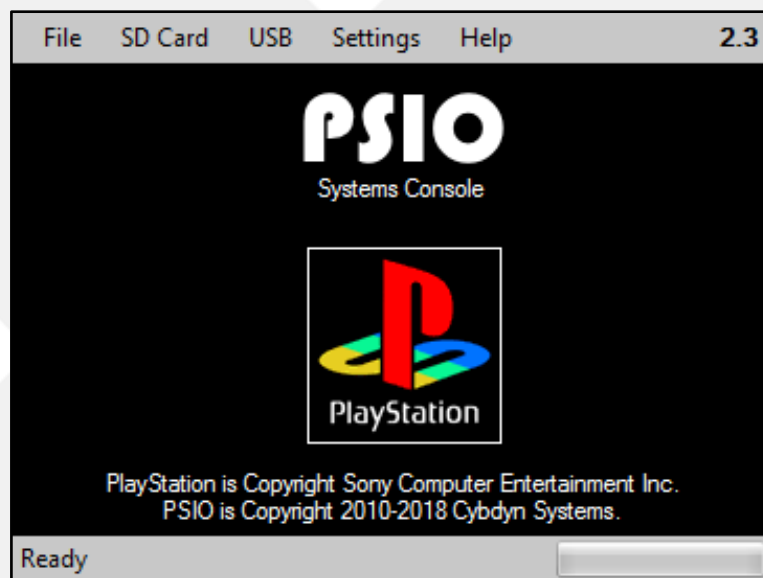 File SD Card USB Settings Help 2.3
PSIO
Systems Console
PlayStation
PlayStation is Copyright Sony Computer Entertainment Inc.
PSIO is Copyright 2010-2018 Cybdyn Systems.
Ready